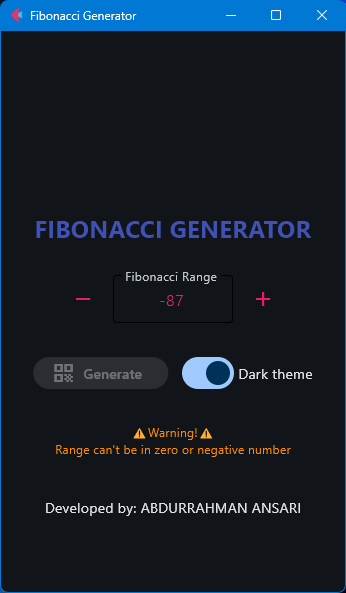 Fibonacci Generator
FIBONACCI GENERATOR
Fibonacci Range
-87
Generate
Dark theme
⚠️ Warning! ⚠️
Range can't be in zero or negative number
Developed by: ABDURRAHMAN ANSARI